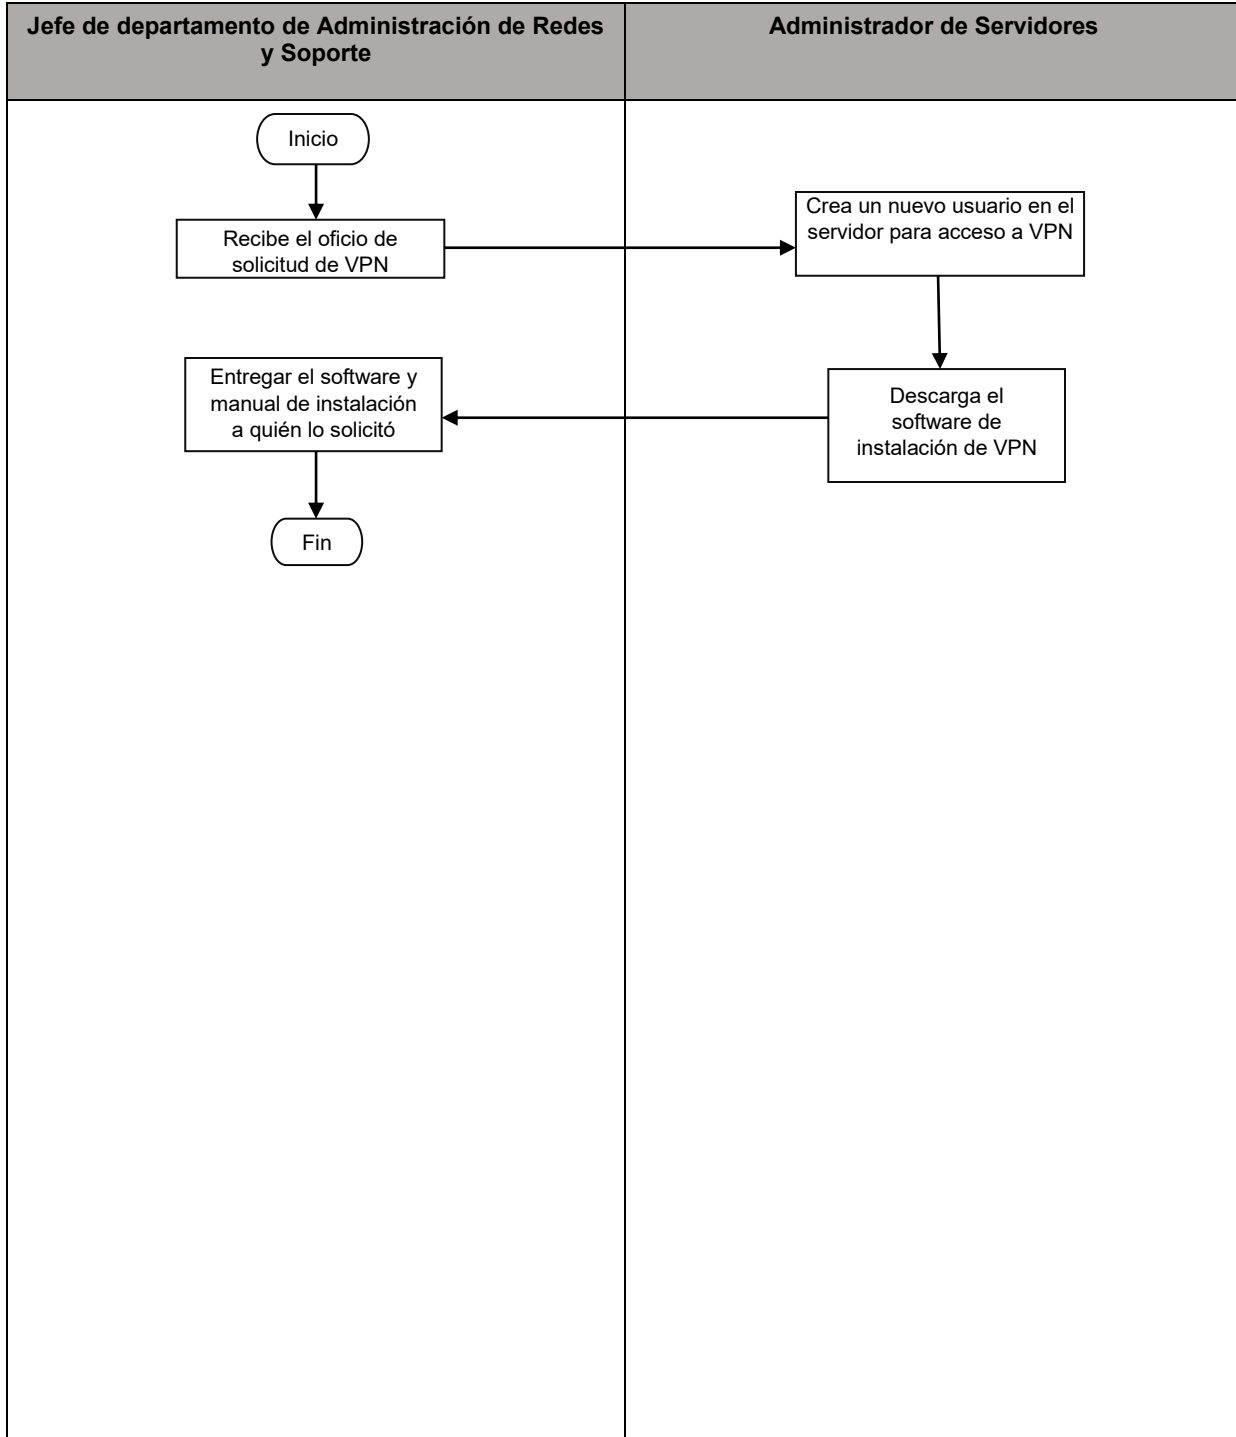 Jefe de departamento de Administración de Redes
y Soporte
Administrador de Servidores
Inicio
Recibe el oficio de
solicitud de VPN
Crea un nuevo usuario en el
servidor para acceso a VPN
Descarga el
software de
instalación de VPN
Entregar el software y
manual de instalación
a quién lo solicitó
Fin